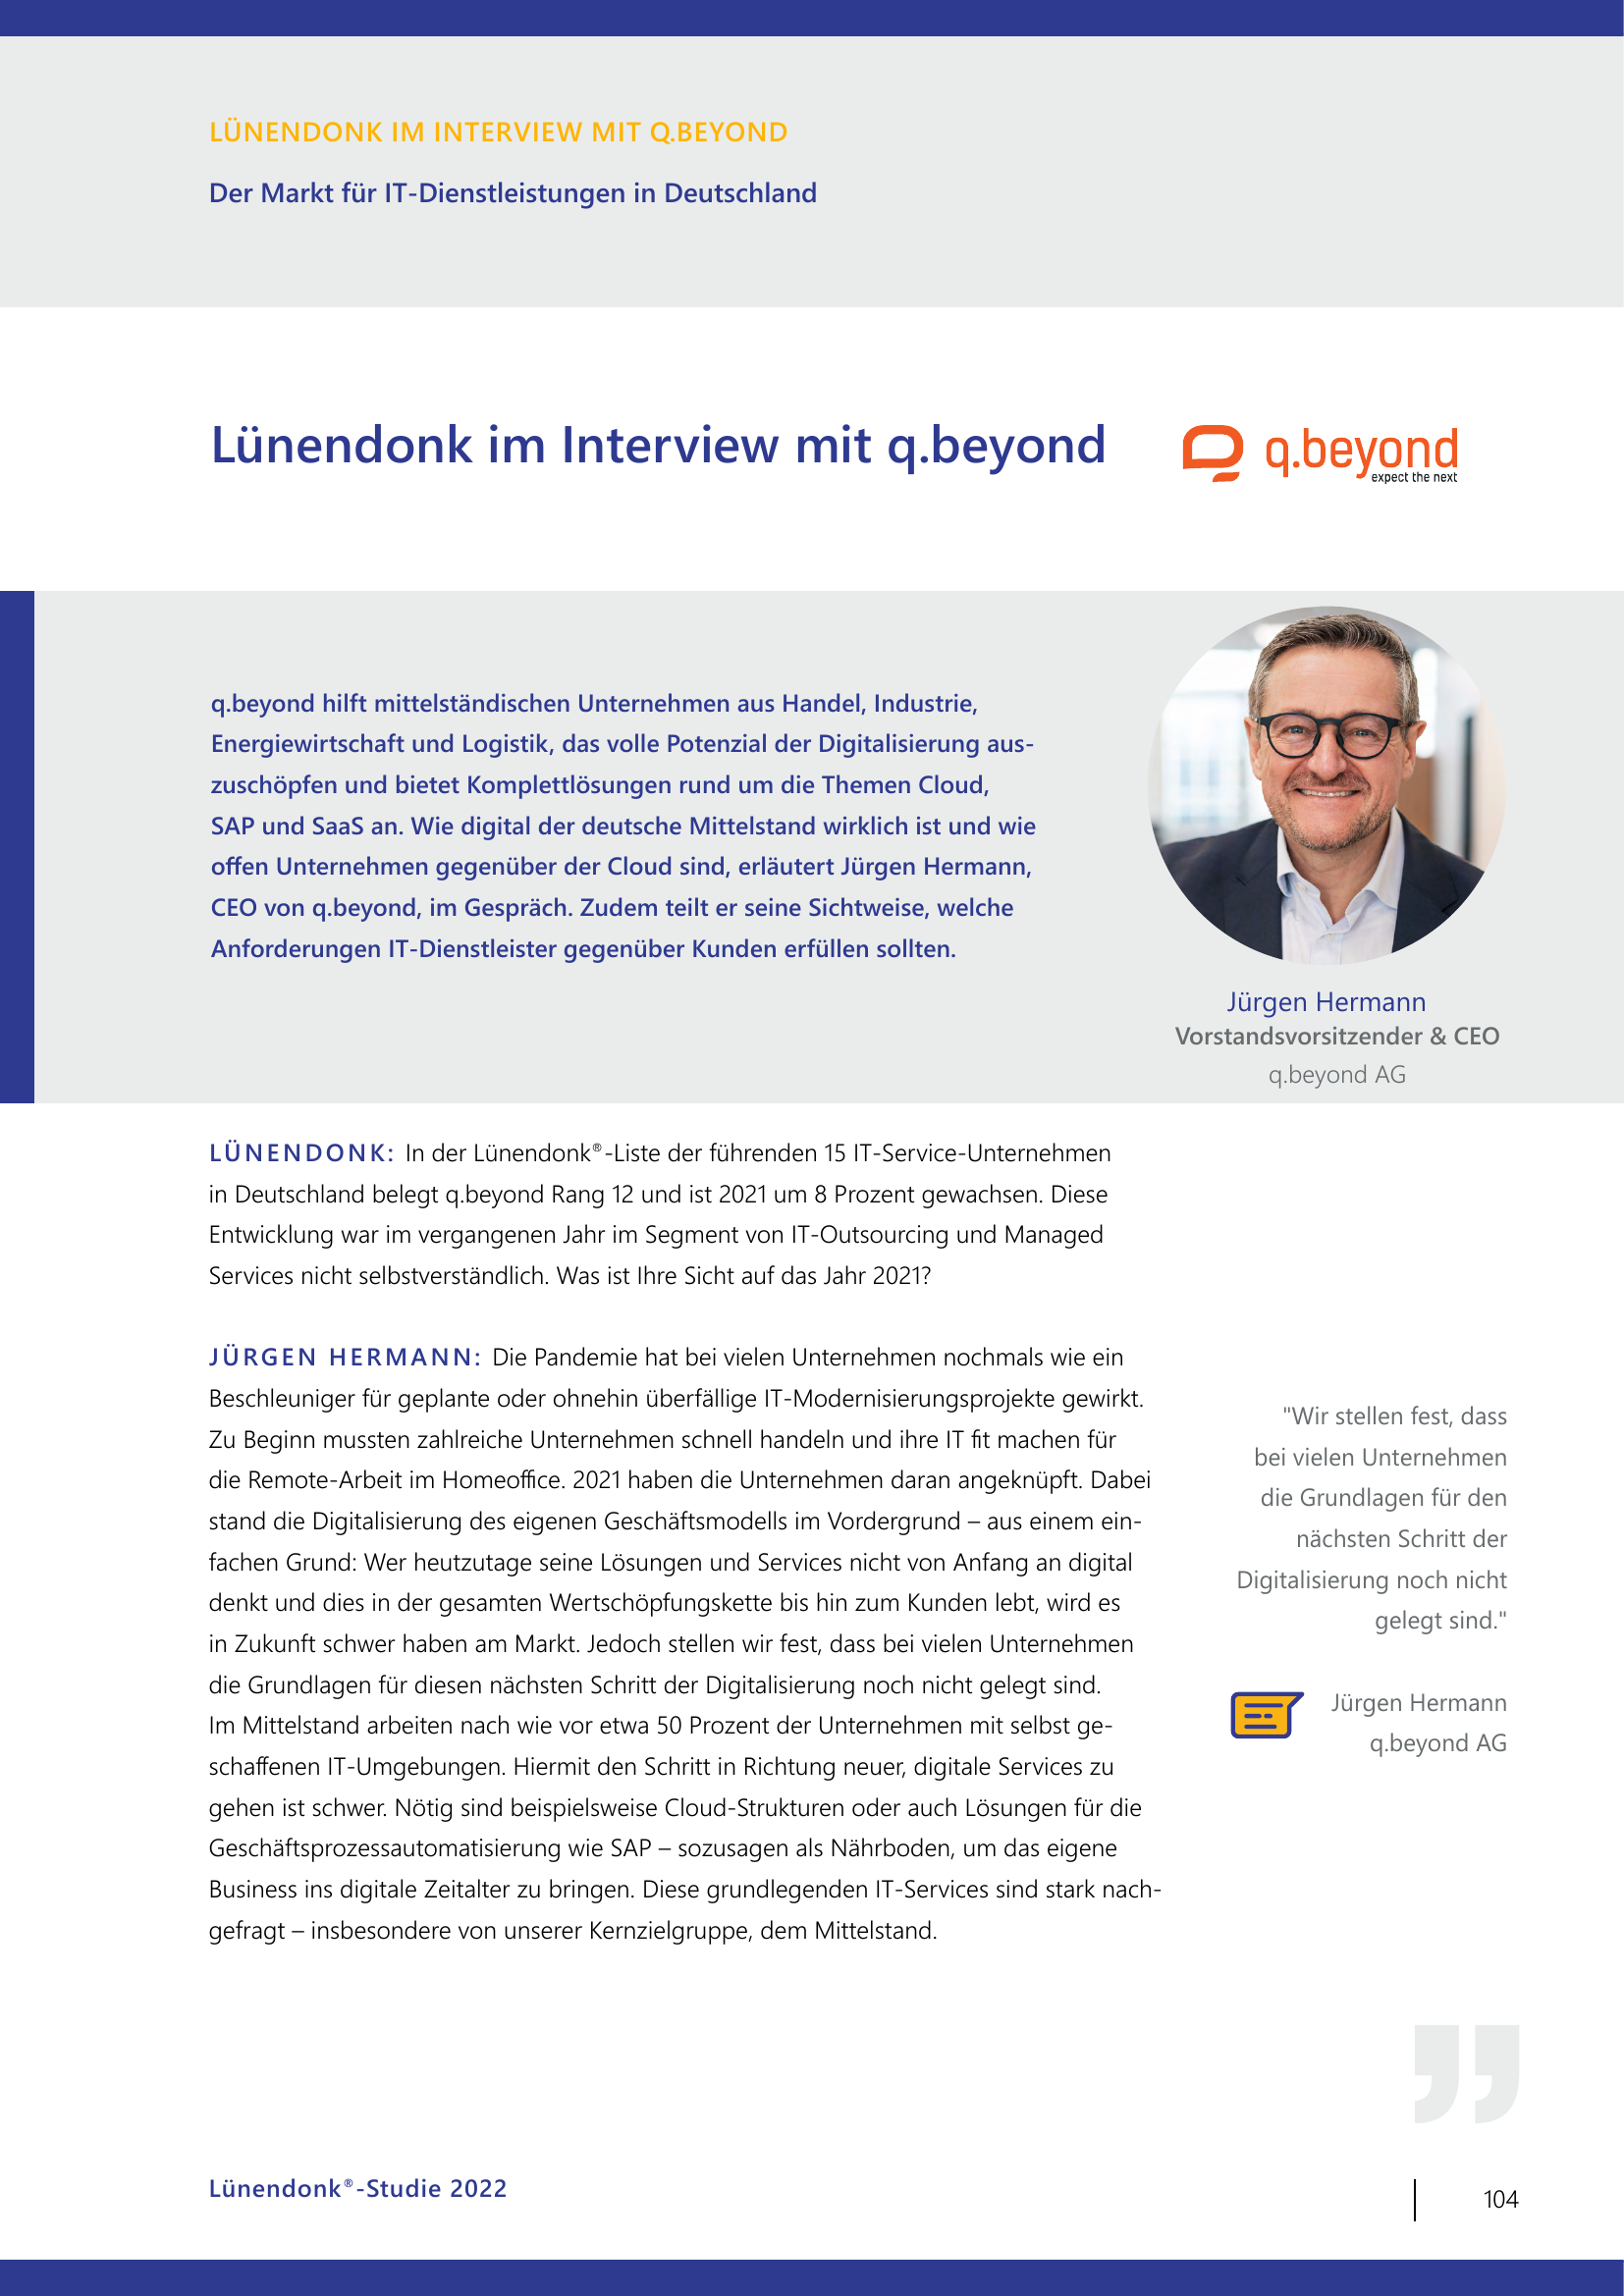 LÜNENDONK IM INTERVIEW MIT Q.BEYOND
Der Markt für IT-Dienstleistungen in Deutschland
Lünendonk im Interview mit q.beyond
q.beyond
expect the next
q.beyond hilft mittelständischen Unternehmen aus Handel, Industrie,
Energiewirtschaft und Logistik, das volle Potenzial der Digitalisierung aus-
zuschöpfen und bietet Komplettlösungen rund um die Themen Cloud,
SAP und SaaS an. Wie digital der deutsche Mittelstand wirklich ist und wie
offen Unternehmen gegenüber der Cloud sind, erläutert Jürgen Hermann,
CEO von q.beyond, im Gespräch. Zudem teilt er seine Sichtweise, welche
Anforderungen IT-Dienstleister gegenüber Kunden erfüllen sollten.
Jürgen Hermann
Vorstandsvorsitzender & CEO
q.beyond AG
LÜNENDONK: In der Lünendonk®-Liste der führenden 15 IT-Service-Unternehmen
in Deutschland belegt q.beyond Rang 12 und ist 2021 um 8 Prozent gewachsen. Diese
Entwicklung war im vergangenen Jahr im Segment von IT-Outsourcing und Managed
Services nicht selbstverständlich. Was ist Ihre Sicht auf das Jahr 2021?
JÜRGEN HERMANN: Die Pandemie hat bei vielen Unternehmen nochmals wie ein
Beschleuniger für geplante oder ohnehin überfällige IT-Modernisierungsprojekte gewirkt.
Zu Beginn mussten zahlreiche Unternehmen schnell handeln und ihre IT fit machen für
die Remote-Arbeit im Homeoffice. 2021 haben die Unternehmen daran angeknüpft. Dabei
stand die Digitalisierung des eigenen Geschäftsmodells im Vordergrund – aus einem ein-
fachen Grund: Wer heutzutage seine Lösungen und Services nicht von Anfang an digital
denkt und dies in der gesamten Wertschöpfungskette bis hin zum Kunden lebt, wird es
in Zukunft schwer haben am Markt. Jedoch stellen wir fest, dass bei vielen Unternehmen
die Grundlagen für diesen nächsten Schritt der Digitalisierung noch nicht gelegt sind.
Im Mittelstand arbeiten nach wie vor etwa 50 Prozent der Unternehmen mit selbst ge-
schaffenen IT-Umgebungen. Hiermit den Schritt in Richtung neuer, digitale Services zu
gehen ist schwer. Nötig sind beispielsweise Cloud-Strukturen oder auch Lösungen für die
Geschäftsprozessautomatisierung wie SAP – sozusagen als Nährboden, um das eigene
Business ins digitale Zeitalter zu bringen. Diese grundlegenden IT-Services sind stark nach-
gefragt – insbesondere von unserer Kernzielgruppe, dem Mittelstand.
"Wir stellen fest, dass
bei vielen Unternehmen
die Grundlagen für den
nächsten Schritt der
Digitalisierung noch nicht
gelegt sind."
Jürgen Hermann
q.beyond AG
Lünendonk®-Studie 2022
104